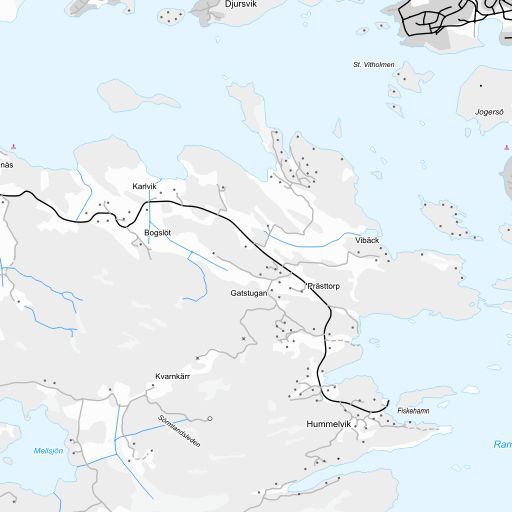 Djursvik
St. Vitholmen
Jogersö
näs
Karlvik
Bogslöt
Vibäck
Gatstugan
Prästtorp
Kvarnkärr
Sörmlandsleden
Fiskehamn
Hummelvik
Mellsjön
Ram